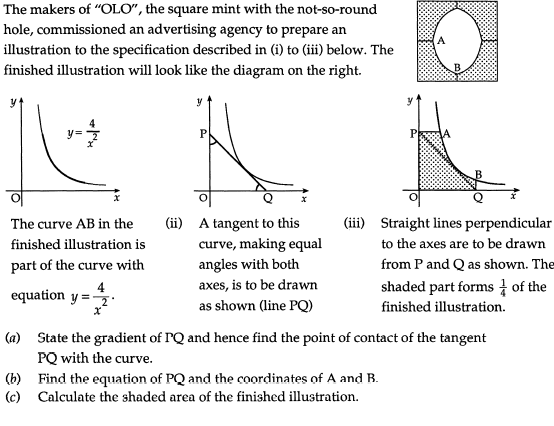 The makers of “OLO”, the square mint with the not-so-round
hole, commissioned an advertising agency to prepare an
illustration to the specification described in (i) to (iii) below. The
finished illustration will look like the diagram on the right.
A
B
y
y = 4/x²
O
x
y
P
O
Q
x
y
P
A
B
O
Q
x
The curve AB in the
finished illustration is
part of the curve with
equation y = 4/x².
(ii) A tangent to this
curve, making equal
angles with both
axes, is to be drawn
as shown (line PQ)
(iii) Straight lines perpendicular
to the axes are to be drawn
from P and Q as shown. The
shaded part forms 1/4 of the
finished illustration.
(a) State the gradient of PQ and hence find the point of contact of the tangent
PQ with the curve.
(b) Find the equation of PQ and the coordinates of A and B.
(c) Calculate the shaded area of the finished illustration.